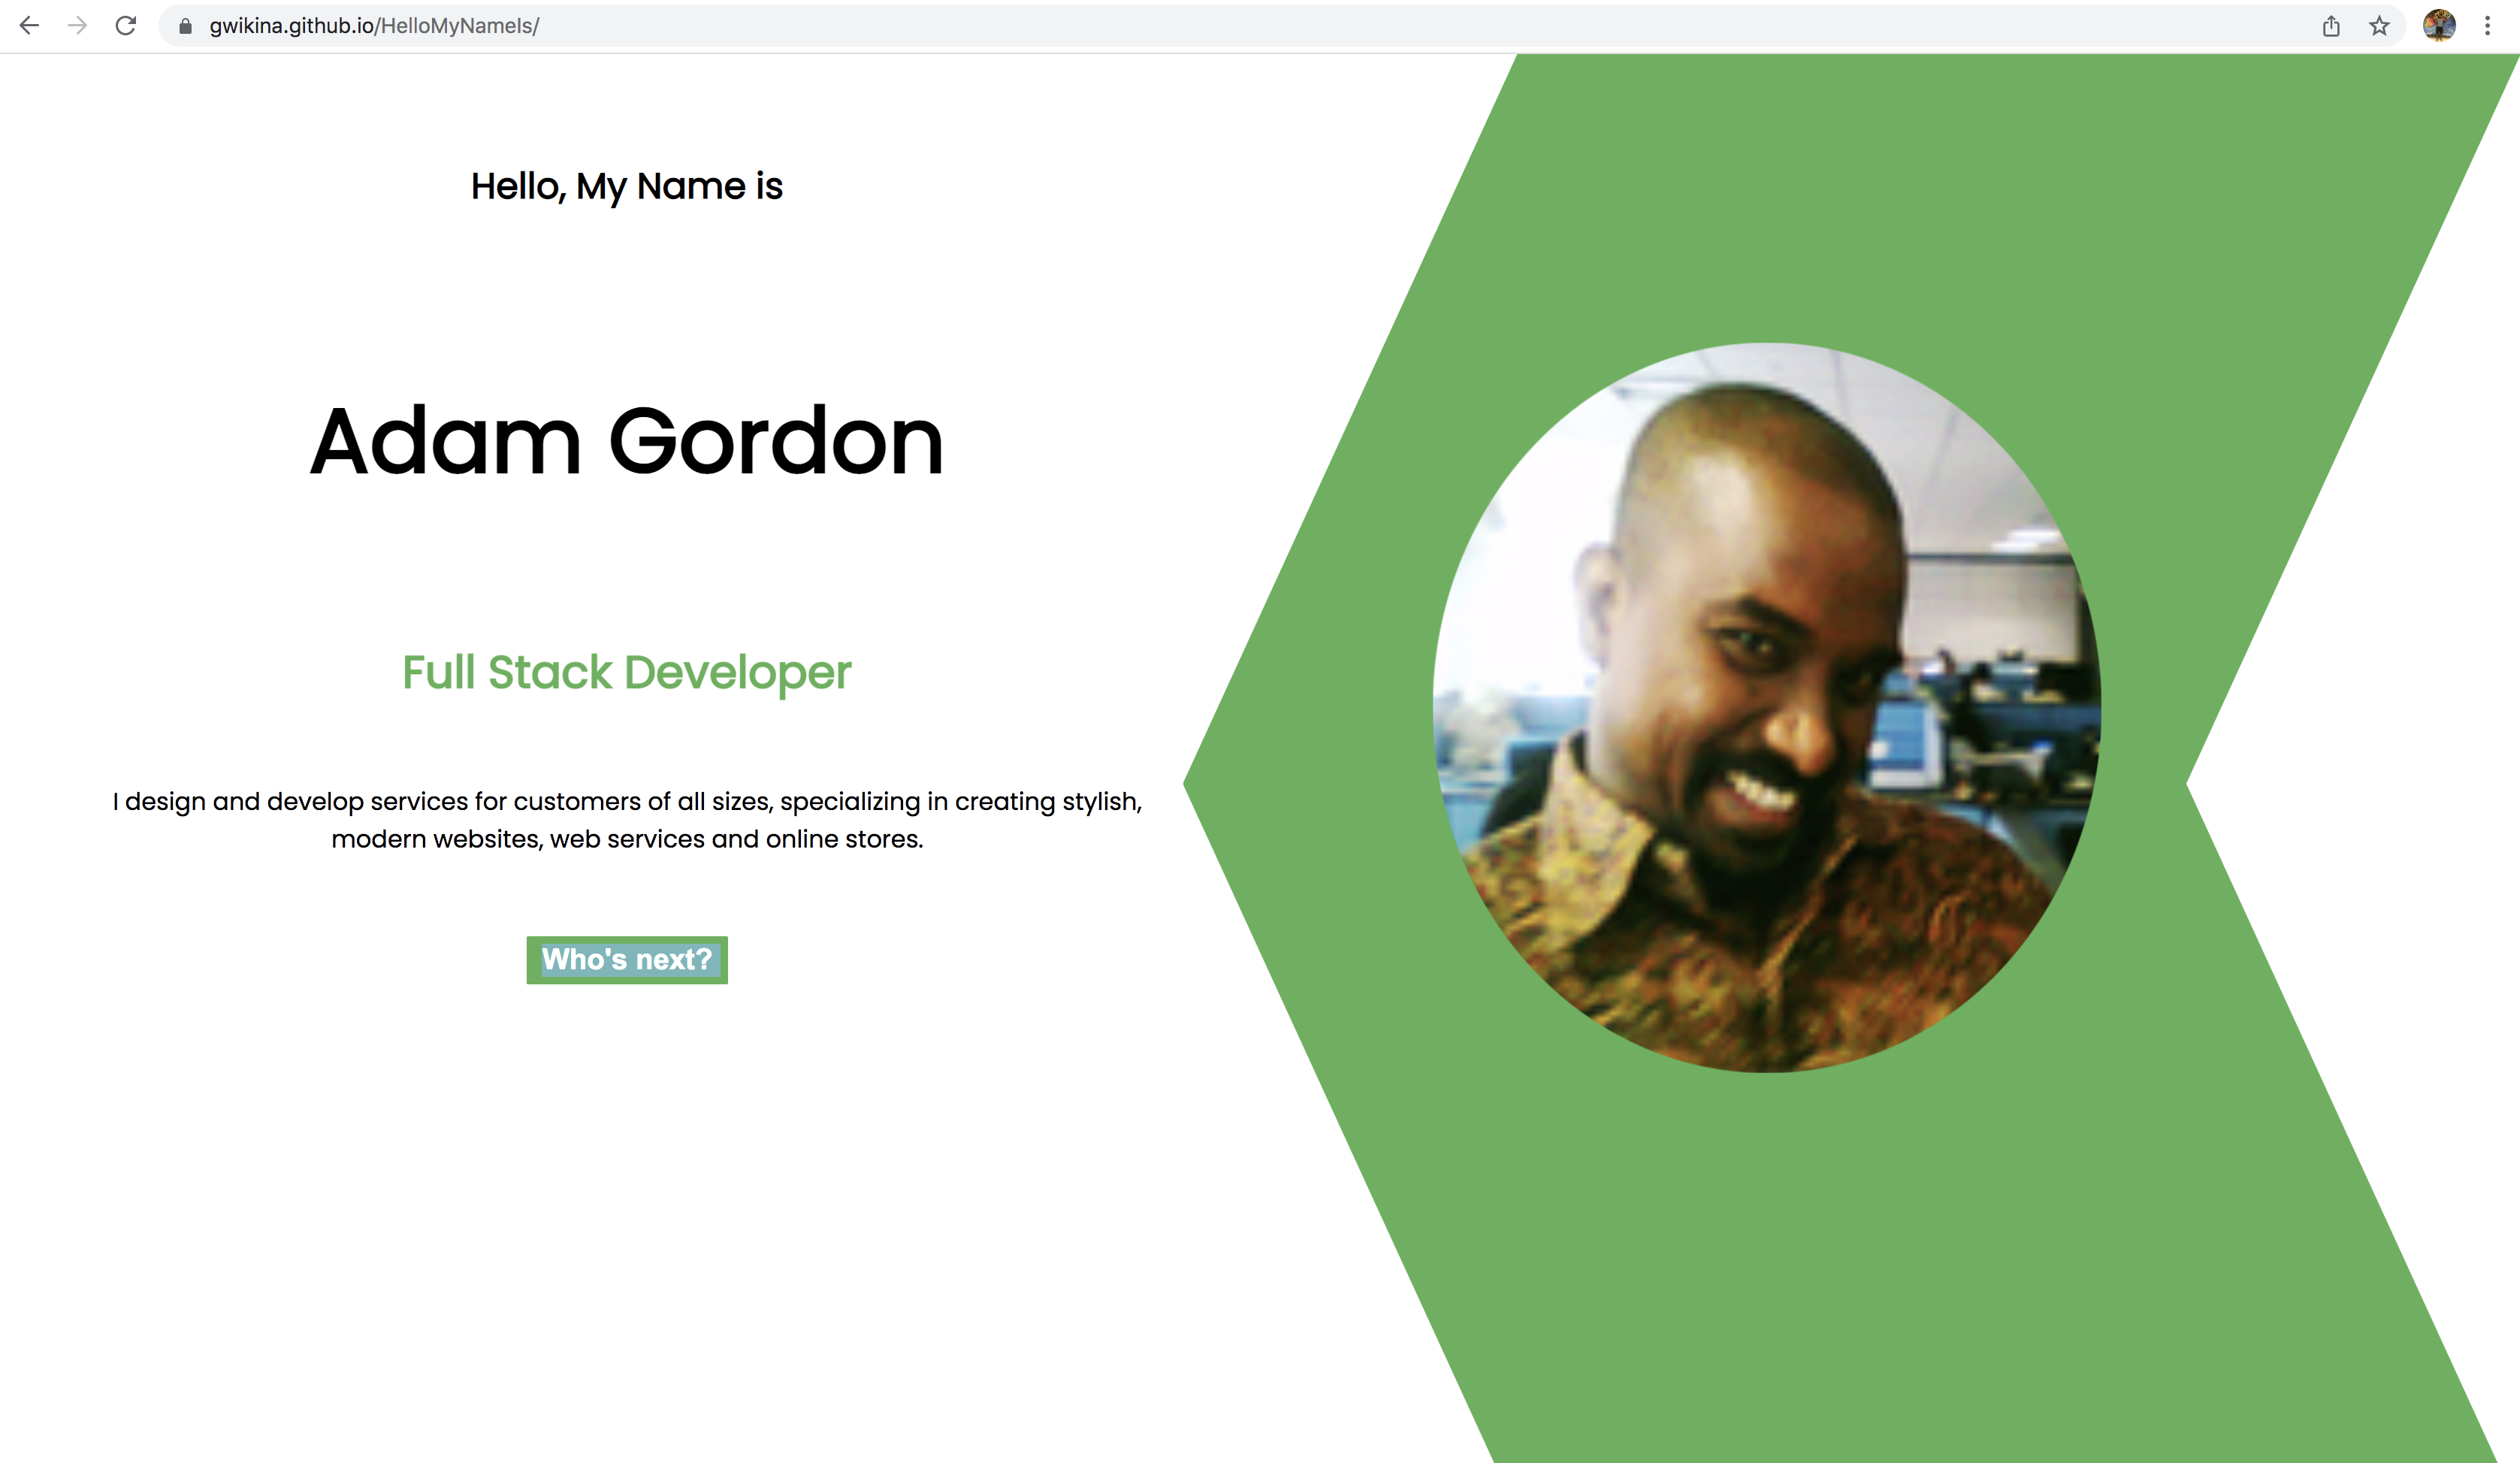 gwikina.github.io/HelloMyNameIs/
Hello, My Name is
Adam Gordon
Full Stack Developer
I design and develop services for customers of all sizes, specializing in creating stylish,
modern websites, web services and online stores.
Who's next?